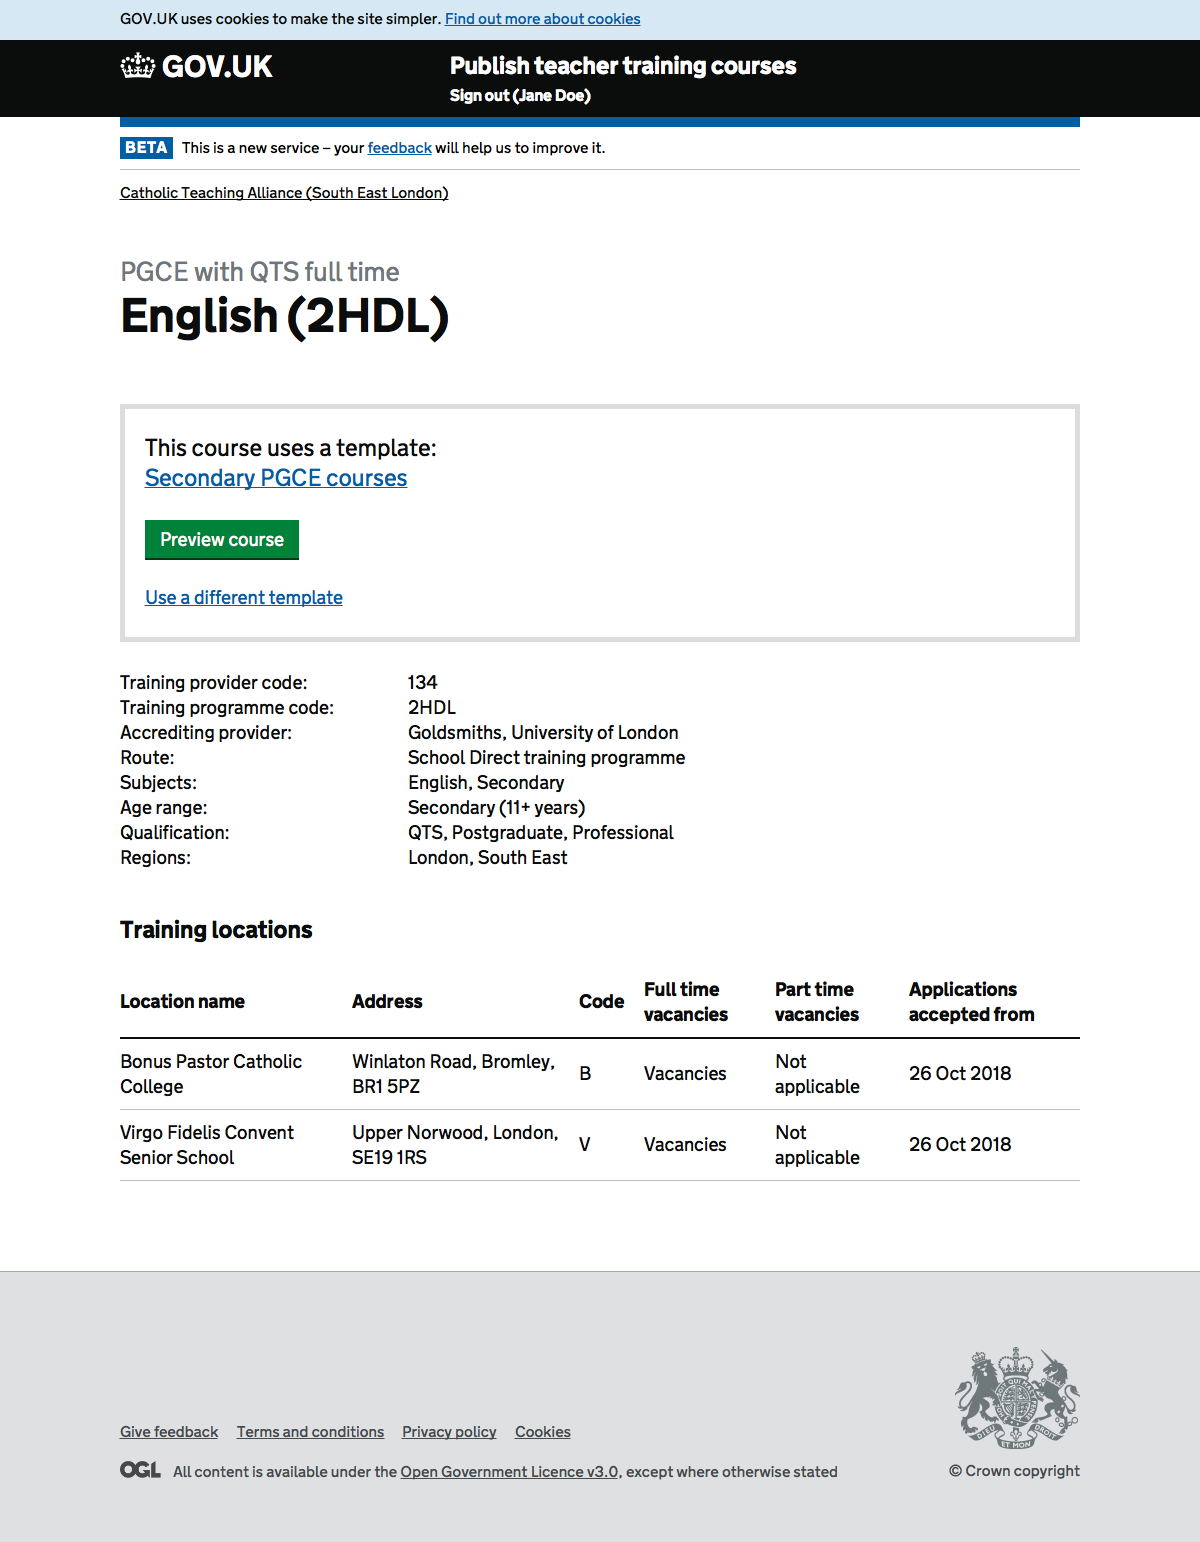 GOV.UK uses cookies to make the site simpler. Find out more about cookies
GOV.UK
Publish teacher training courses
Sign out (Jane Doe)
BETA This is a new service – your feedback will help us to improve it.
Catholic Teaching Alliance (South East London)
PGCE with QTS full time
English (2HDL)
This course uses a template:
Secondary PGCE courses
Preview course
Use a different template
Training provider code: 134
Training programme code: 2HDL
Accrediting provider: Goldsmiths, University of London
Route: School Direct training programme
Subjects: English, Secondary
Age range: Secondary (11+ years)
Qualification: QTS, Postgraduate, Professional
Regions: London, South East
Training locations
Location name Address Code Full time vacancies Part time vacancies Applications accepted from
Bonus Pastor Catholic College Winlaton Road, Bromley, BR1 5PZ B Vacancies Not applicable 26 Oct 2018
Virgo Fidelis Convent Senior School Upper Norwood, London, SE19 1RS V Vacancies Not applicable 26 Oct 2018
Give feedback Terms and conditions Privacy policy Cookies
OGL All content is available under the Open Government Licence v3.0, except where otherwise stated
DIEU ET MON DROIT
© Crown copyright